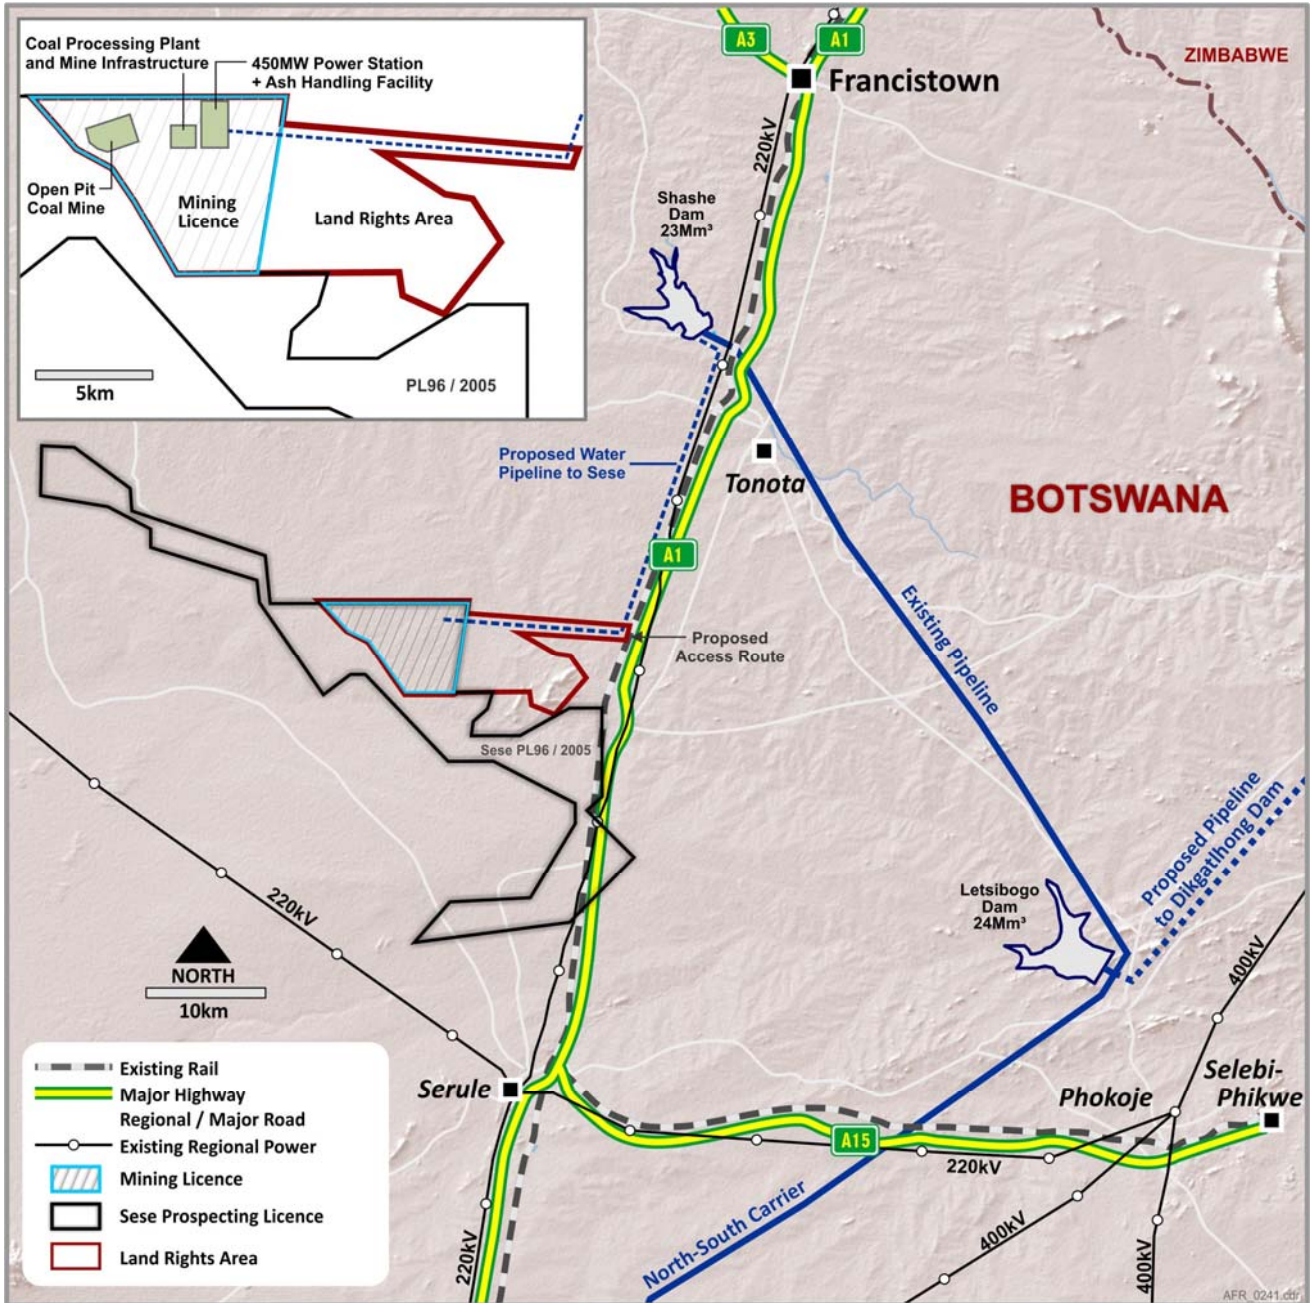 Coal Processing Plant
and Mine Infrastructure
450MW Power Station
+ Ash Handling Facility
Open Pit
Coal Mine
Mining
Licence
Land Rights Area
PL96 / 2005
5km
A3
A1
Francistown
ZIMBABWE
220kV
Shashe
Dam
23Mm³
Proposed Water
Pipeline to Sese
Tonota
BOTSWANA
A1
Existing Pipeline
Proposed
Access Route
Sese PL96 / 2005
Proposed Pipeline
to Dikgatlhong Dam
Letsibogo
Dam
24Mm³
220kV
400kV
NORTH
10km
Serule
Phokoje
Selebi-
Phikwe
A15
220kV
North-South Carrier
400kV
400kV
220kV
Existing Rail
Major Highway
Regional / Major Road
Existing Regional Power
Mining Licence
Sese Prospecting Licence
Land Rights Area
AFR_0241.cdr